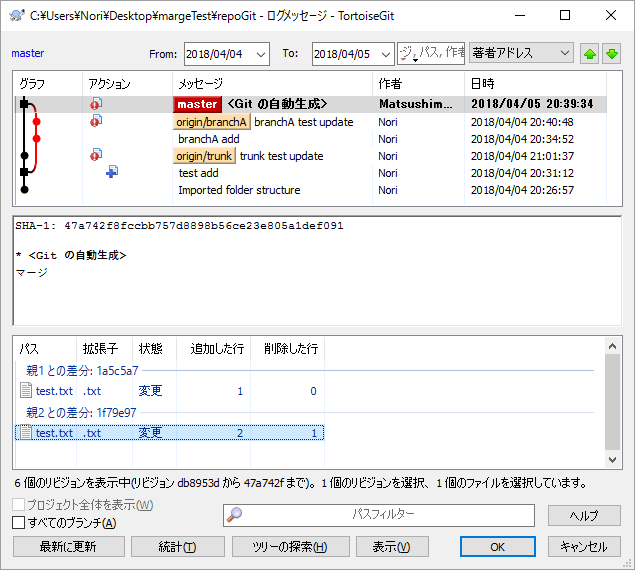 C:¥Users¥Nori¥Desktop¥margeTest¥repoGit - ログメッセージ - TortoiseGit
master From: 2018/04/04 To: 2018/04/05 ジ, パス, 作者 著者アドレス
グラフ アクション メッセージ 作者 日時
master <Git の自動生成> Matsushim... 2018/04/05 20:39:34
origin/branchA branchA test update Nori 2018/04/04 20:40:48
branchA add Nori 2018/04/04 20:34:52
origin/trunk trunk test update Nori 2018/04/04 21:01:37
test add Nori 2018/04/04 20:31:12
Imported folder structure Nori 2018/04/04 20:26:57
SHA-1: 47a742f8fccbb757d8898b56ce23e805a1def091
* <Git の自動生成>
マージ
パス 拡張子 状態 追加した行 削除した行
親1 との差分: 1a5c5a7
test.txt .txt 変更 1 0
親2 との差分: 1f79e97
test.txt .txt 変更 2 1
6 個のリビジョンを表示中(リビジョン db8953d から 47a742f まで)。1 個のリビジョンを選択、1 個のファイルを選択しています。
プロジェクト全体を表示(W)
すべてのブランチ(A) パスフィルター ヘルプ
最新に更新 統計(T) ツリーの探索(H) 表示(V) OK キャンセル